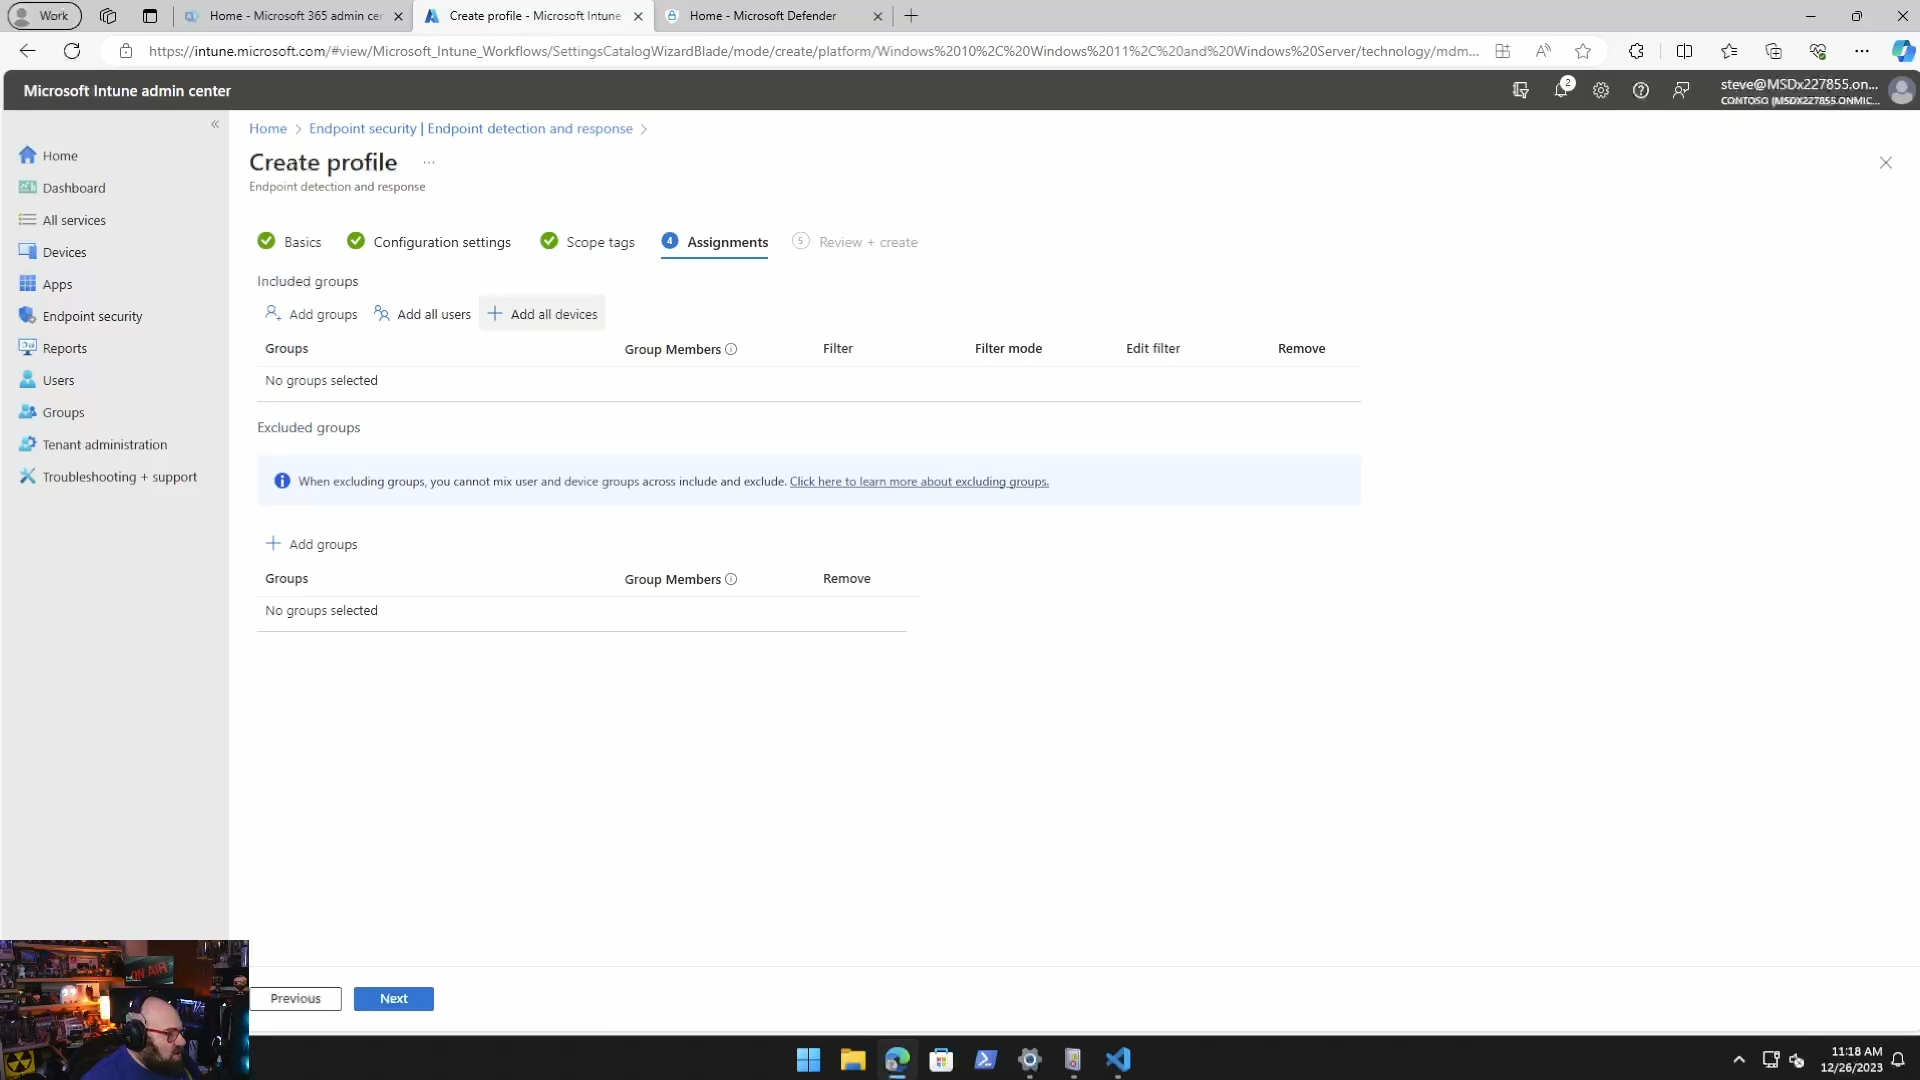 Work
Home - Microsoft 365 admin cer
Create profile - Microsoft Intune
Home - Microsoft Defender
https://intune.microsoft.com/#view/Microsoft_Intune_Workflows/SettingsCatalogWizardBlade/mode/create/platform/Windows%2010%2C%20Windows%2011%2C%20and%20Windows%20Server/technology/mdm...
Microsoft Intune admin center
2
steve@MSDx227855.on...
CONTOSO (MSDX227855.ONMIC...
Home > Endpoint security | Endpoint detection and response >
Create profile ...
Endpoint detection and response
Home
Dashboard
All services
Devices
Apps
Endpoint security
Reports
Users
Groups
Tenant administration
Troubleshooting + support
Basics
Configuration settings
Scope tags
4 Assignments
5 Review + create
Included groups
Add groups
Add all users
Add all devices
Groups Group Members Filter Filter mode Edit filter Remove
No groups selected
Excluded groups
When excluding groups, you cannot mix user and device groups across include and exclude. Click here to learn more about excluding groups.
Add groups
Groups Group Members Remove
No groups selected
Previous
Next
ON AIR
11:18 AM
12/26/2023